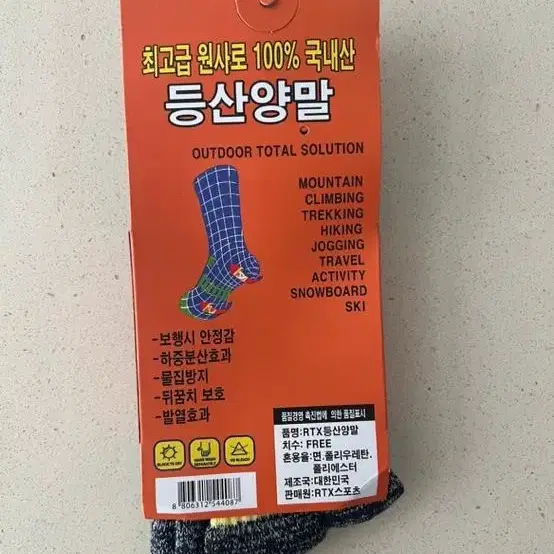 최고급 원사로 100% 국내산
등산양말
OUTDOOR TOTAL SOLUTION
MOUNTAIN
CLIMBING
TREKKING
HIKING
JOGGING
TRAVEL
ACTIVITY
SNOWBOARD
SKI
-보행시 안정감
-하중분산효과
-물집방지
-뒤꿈치 보호
-발열효과
품질경영 촉진법에 의한 품질표시
품명:RTX등산양말
치수: FREE
혼용율:면.폴리우레탄.
폴리에스터
제조국:대한민국
판매원:RTX스포츠
HAND WASH
SEPARATELY
NO BLEACH
8 806312 544087